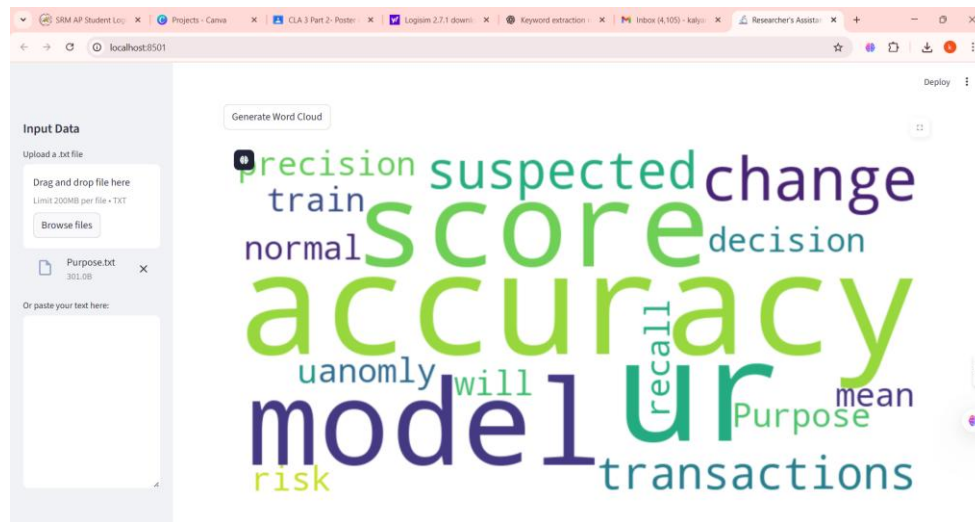 SRM AP Student Log
Projects - Canva
CLA 3 Part 2- Poster
Logisim 2.7.1 downl
Keyword extraction
Inbox (4,105) - kalya
Researcher's Assistan
localhost:8501
Deploy
Input Data
Upload a .txt file
Drag and drop file here
Limit 200MB per file • TXT
Browse files
Purpose.txt
301.0B
Or paste your text here:
Generate Word Cloud
precision
suspected
change
train
score
normal
decision
accuracy
recall
uanomly
will
ur
mean
model
Purpose
risk
transactions